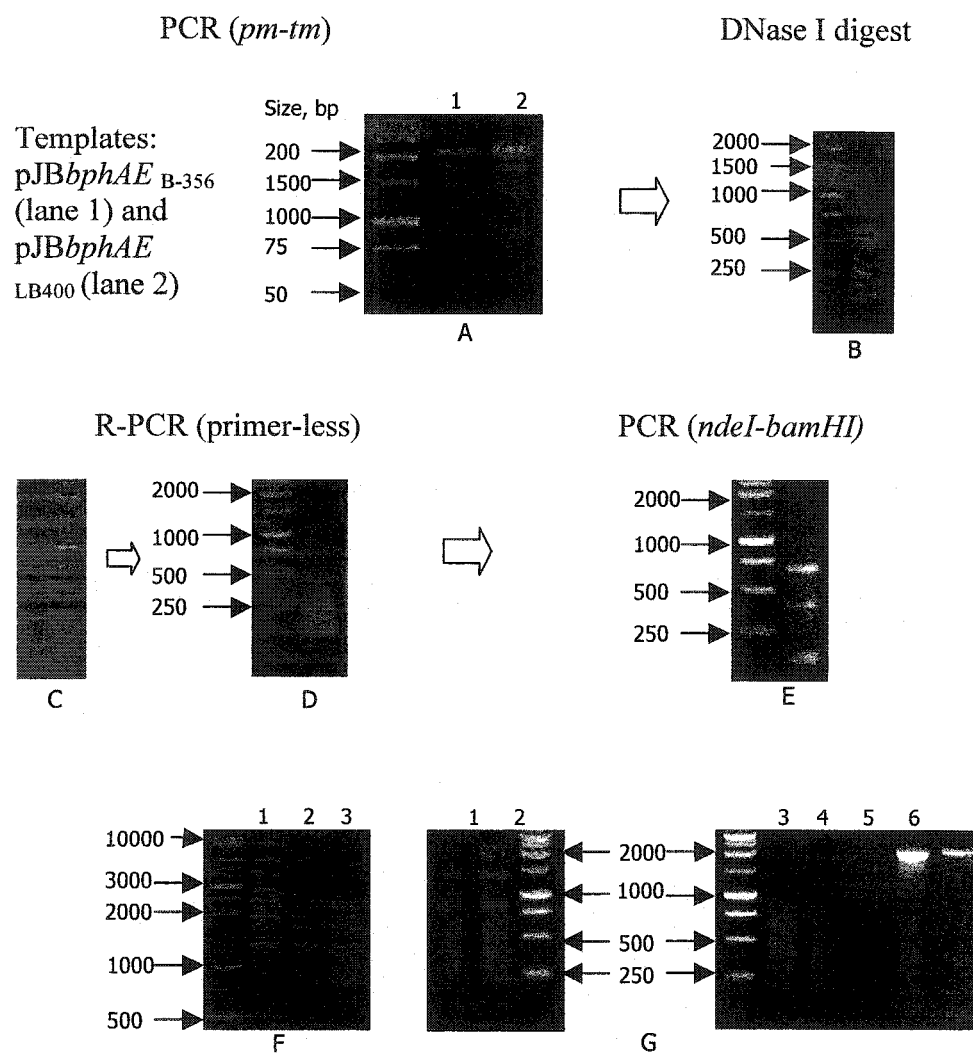 PCR (pm-tm)
DNase I digest
Templates:
pJBbphAE B-356
(lane 1) and
pJBbphAE
LB400 (lane 2)
Size, bp
1 2
200
1500
1000
75
50
A
2000
1500
1000
500
250
B
R-PCR (primer-less)
PCR (ndeI-bamHI)
C
2000
1000
500
250
D
2000
1000
500
250
E
1 2 3
10000
3000
2000
1000
500
F
1 2
2000
1000
500
250
3 4 5 6
G